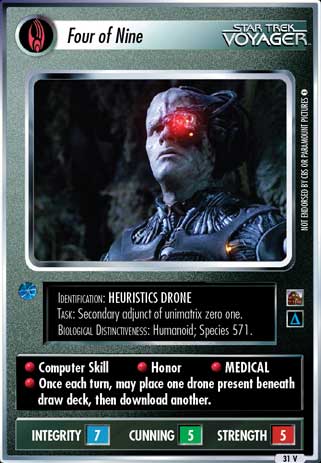 Four of Nine
STAR TREK
VOYAGER
NOT ENDORSED BY CBS OR PARAMOUNT PICTURES
IDENTIFICATION: HEURISTICS DRONE
TASK: Secondary adjunct of unimatrix zero one.
BIOLOGICAL DISTINCTIVENESS: Humanoid; Species 571.
Computer Skill Honor MEDICAL
Once each turn, may place one drone present beneath
draw deck, then download another.
INTEGRITY 7 CUNNING 5 STRENGTH 5
31 V